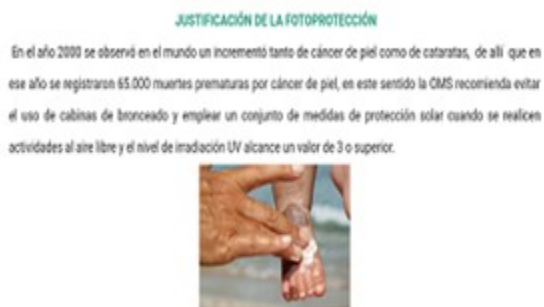 JUSTIFICACIÓN DE LA FOTOPROTECCIÓN
En el año 2000 se observó en el mundo un incrementó tanto de cáncer de piel como de cataratas, de allí que en
ese año se registraron 65.000 muertes prematuras por cáncer de piel, en este sentido la OMS recomienda evitar
el uso de cabinas de bronceado y emplear un conjunto de medidas de protección solar cuando se realicen
actividades al aire libre y el nivel de irradiación UV alcance un valor de 3 o superior.